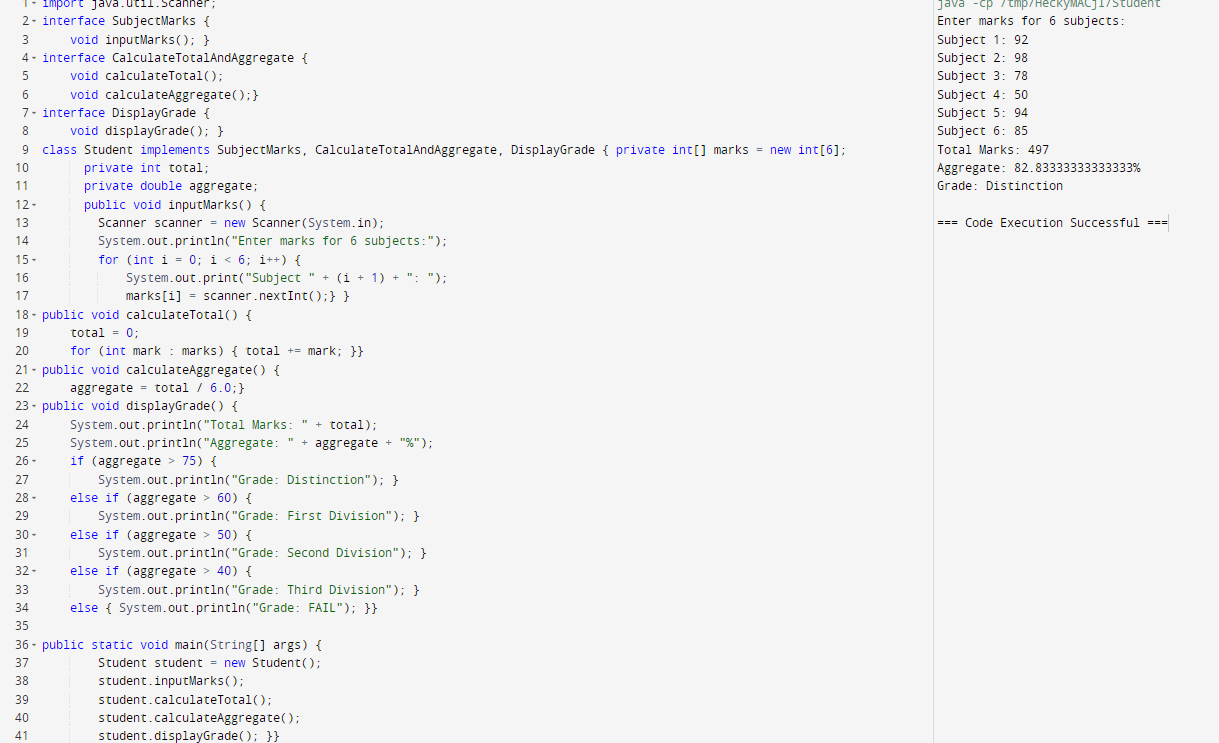 1 import java.util.Scanner;
2 interface SubjectMarks {
3 void inputMarks(); }
4 interface CalculateTotalAndAggregate {
5 void calculateTotal();
6 void calculateAggregate();}
7 interface DisplayGrade {
8 void displayGrade(); }
9 class Student implements SubjectMarks, CalculateTotalAndAggregate, DisplayGrade { private int[] marks = new int[6];
10 private int total;
11 private double aggregate;
12 public void inputMarks() {
13 Scanner scanner = new Scanner(System.in);
14 System.out.println("Enter marks for 6 subjects:");
15 for (int i = 0; i < 6; i++) {
16 System.out.print("Subject " + (i + 1) + ": ");
17 marks[i] = scanner.nextInt();} }
18 public void calculateTotal() {
19 total = 0;
20 for (int mark : marks) { total += mark; }}
21 public void calculateAggregate() {
22 aggregate = total / 6.0;}
23 public void displayGrade() {
24 System.out.println("Total Marks: " + total);
25 System.out.println("Aggregate: " + aggregate + "%");
26 if (aggregate > 75) {
27 System.out.println("Grade: Distinction"); }
28 else if (aggregate > 60) {
29 System.out.println("Grade: First Division"); }
30 else if (aggregate > 50) {
31 System.out.println("Grade: Second Division"); }
32 else if (aggregate > 40) {
33 System.out.println("Grade: Third Division"); }
34 else { System.out.println("Grade: FAIL"); }}
35
36 public static void main(String[] args) {
37 Student student = new Student();
38 student.inputMarks();
39 student.calculateTotal();
40 student.calculateAggregate();
41 student.displayGrade(); }}
java -cp
Enter marks for 6 subjects:
Subject 1: 92
Subject 2: 98
Subject 3: 78
Subject 4: 50
Subject 5: 94
Subject 6: 85
Total Marks: 497
Aggregate: 82.83333333333333%
Grade: Distinction
=== Code Execution Successful ===